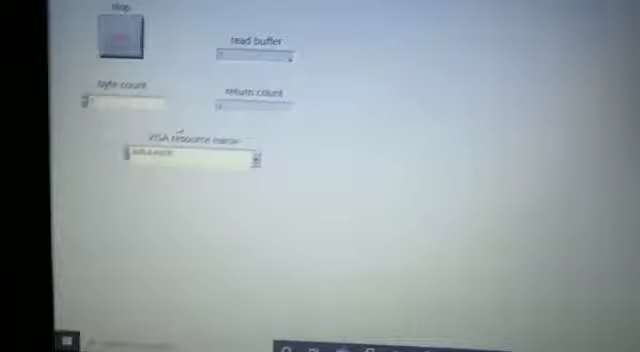 stop
read buffer
byte count
return count
VISA resource name